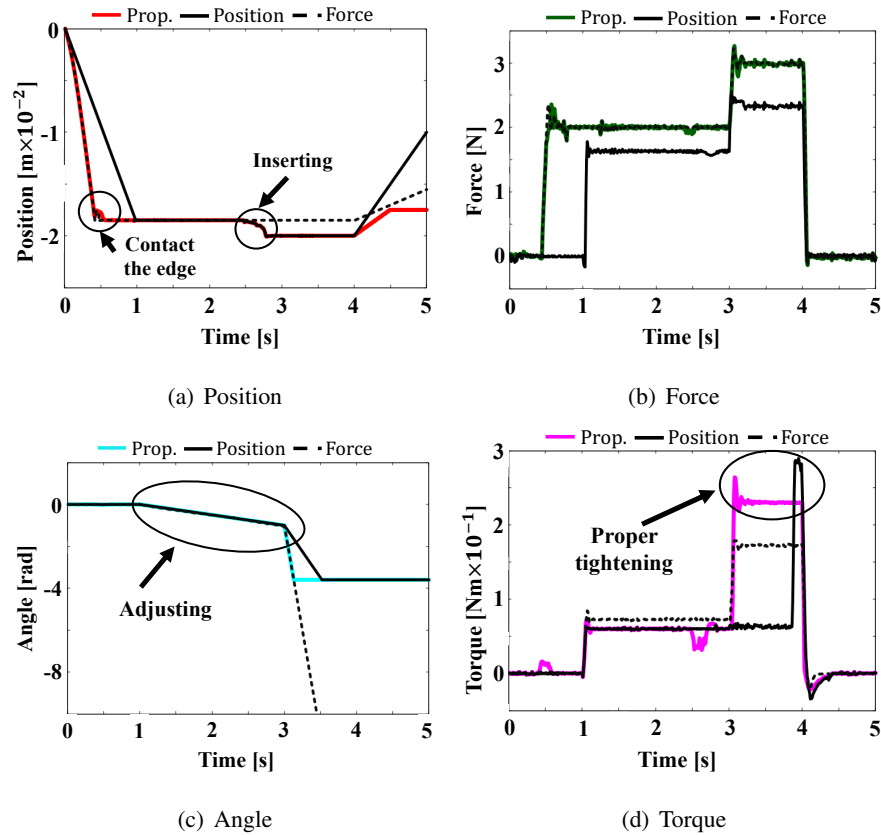 Prop. Position Force
Position [m×10⁻²]
0
-1
-2
Inserting
Contact
the edge
0 1 2 3 4 5
Time [s]
(a) Position
Prop. Position Force
Force [N]
3
2
1
0
0 1 2 3 4 5
Time [s]
(b) Force
Prop. Position Force
Angle [rad]
0
-4
-8
Adjusting
0 1 2 3 4 5
Time [s]
(c) Angle
Prop. Position Force
Torque [Nm×10⁻¹]
3
2
1
0
Proper
tightening
0 1 2 3 4 5
Time [s]
(d) Torque